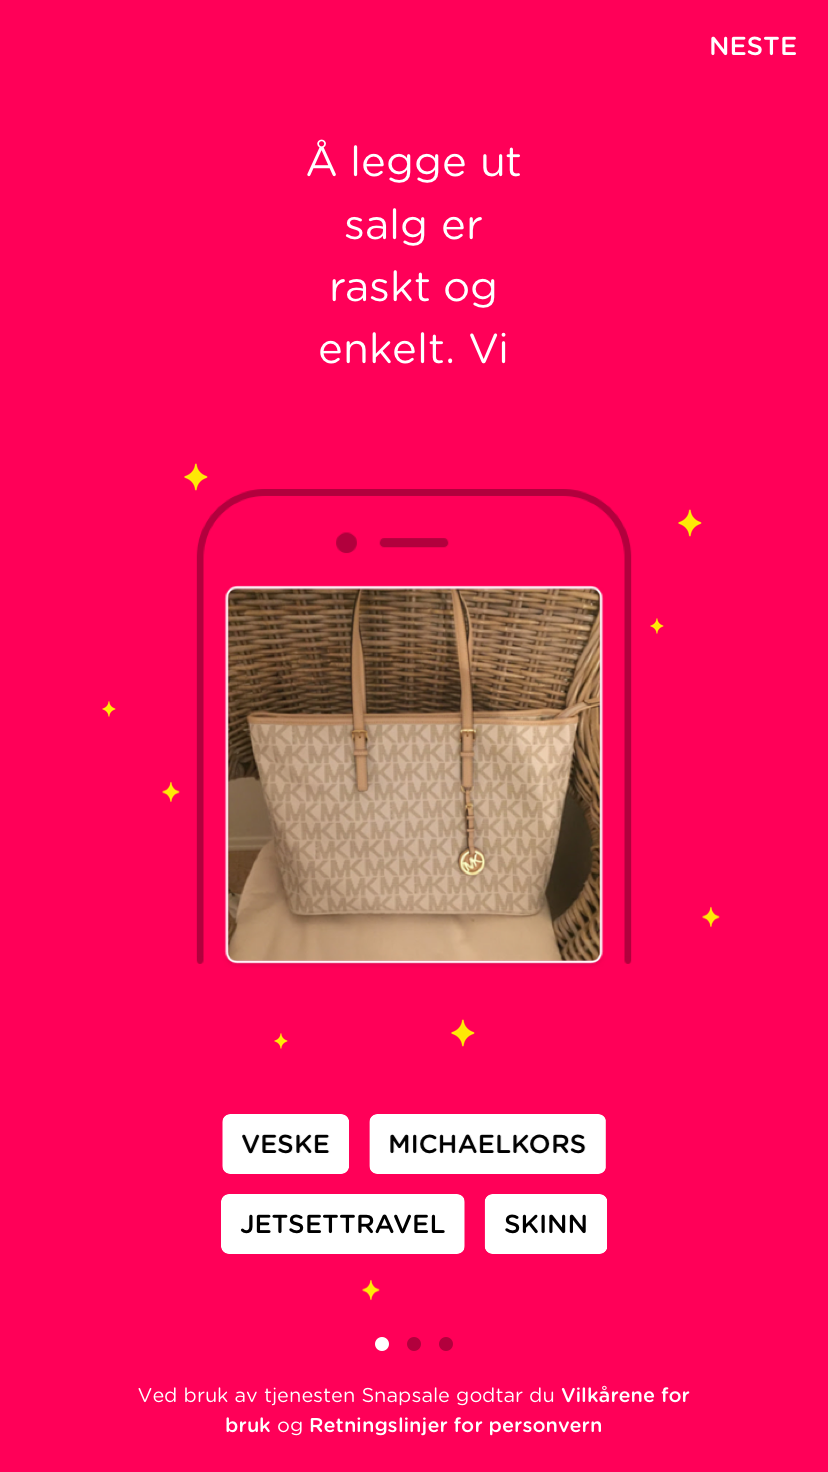 NESTE
Å legge ut
salg er
raskt og
enkelt. Vi
MK
VESKE MICHAELKORS
JETSETTRAVEL SKINN
Ved bruk av tjenesten Snapsale godtar du Vilkårene for
bruk og Retningslinjer for personvern